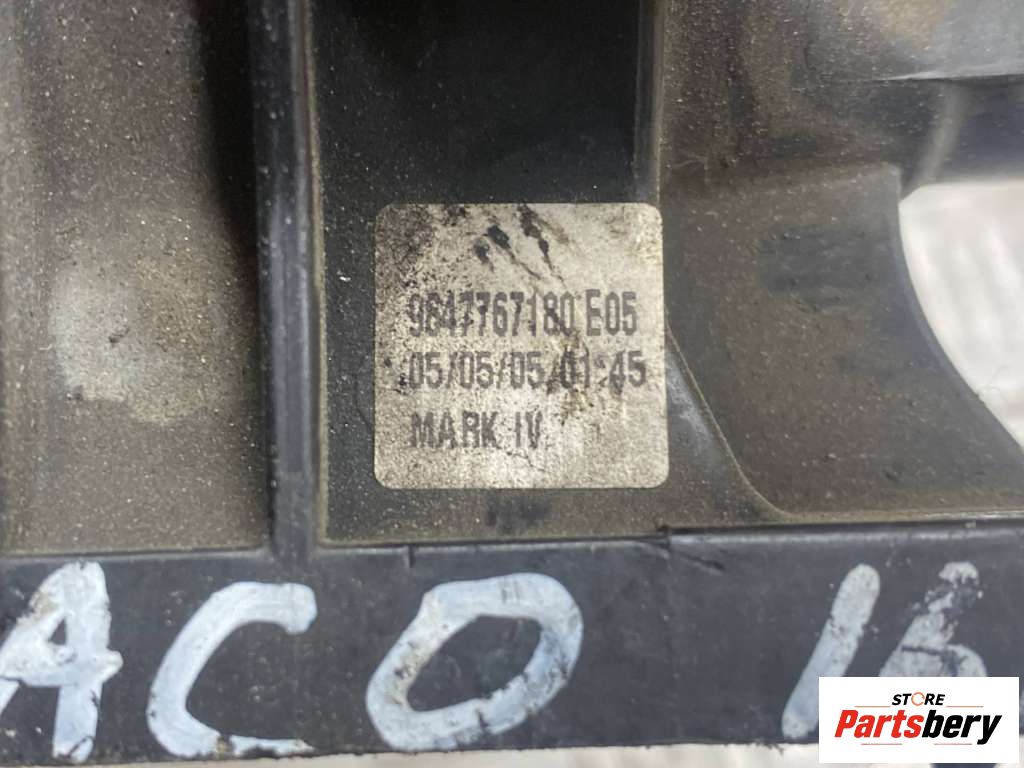 9647767180 E05
05/05/05 01:45
MARK IV
ACO 16
STORE
Partsbery